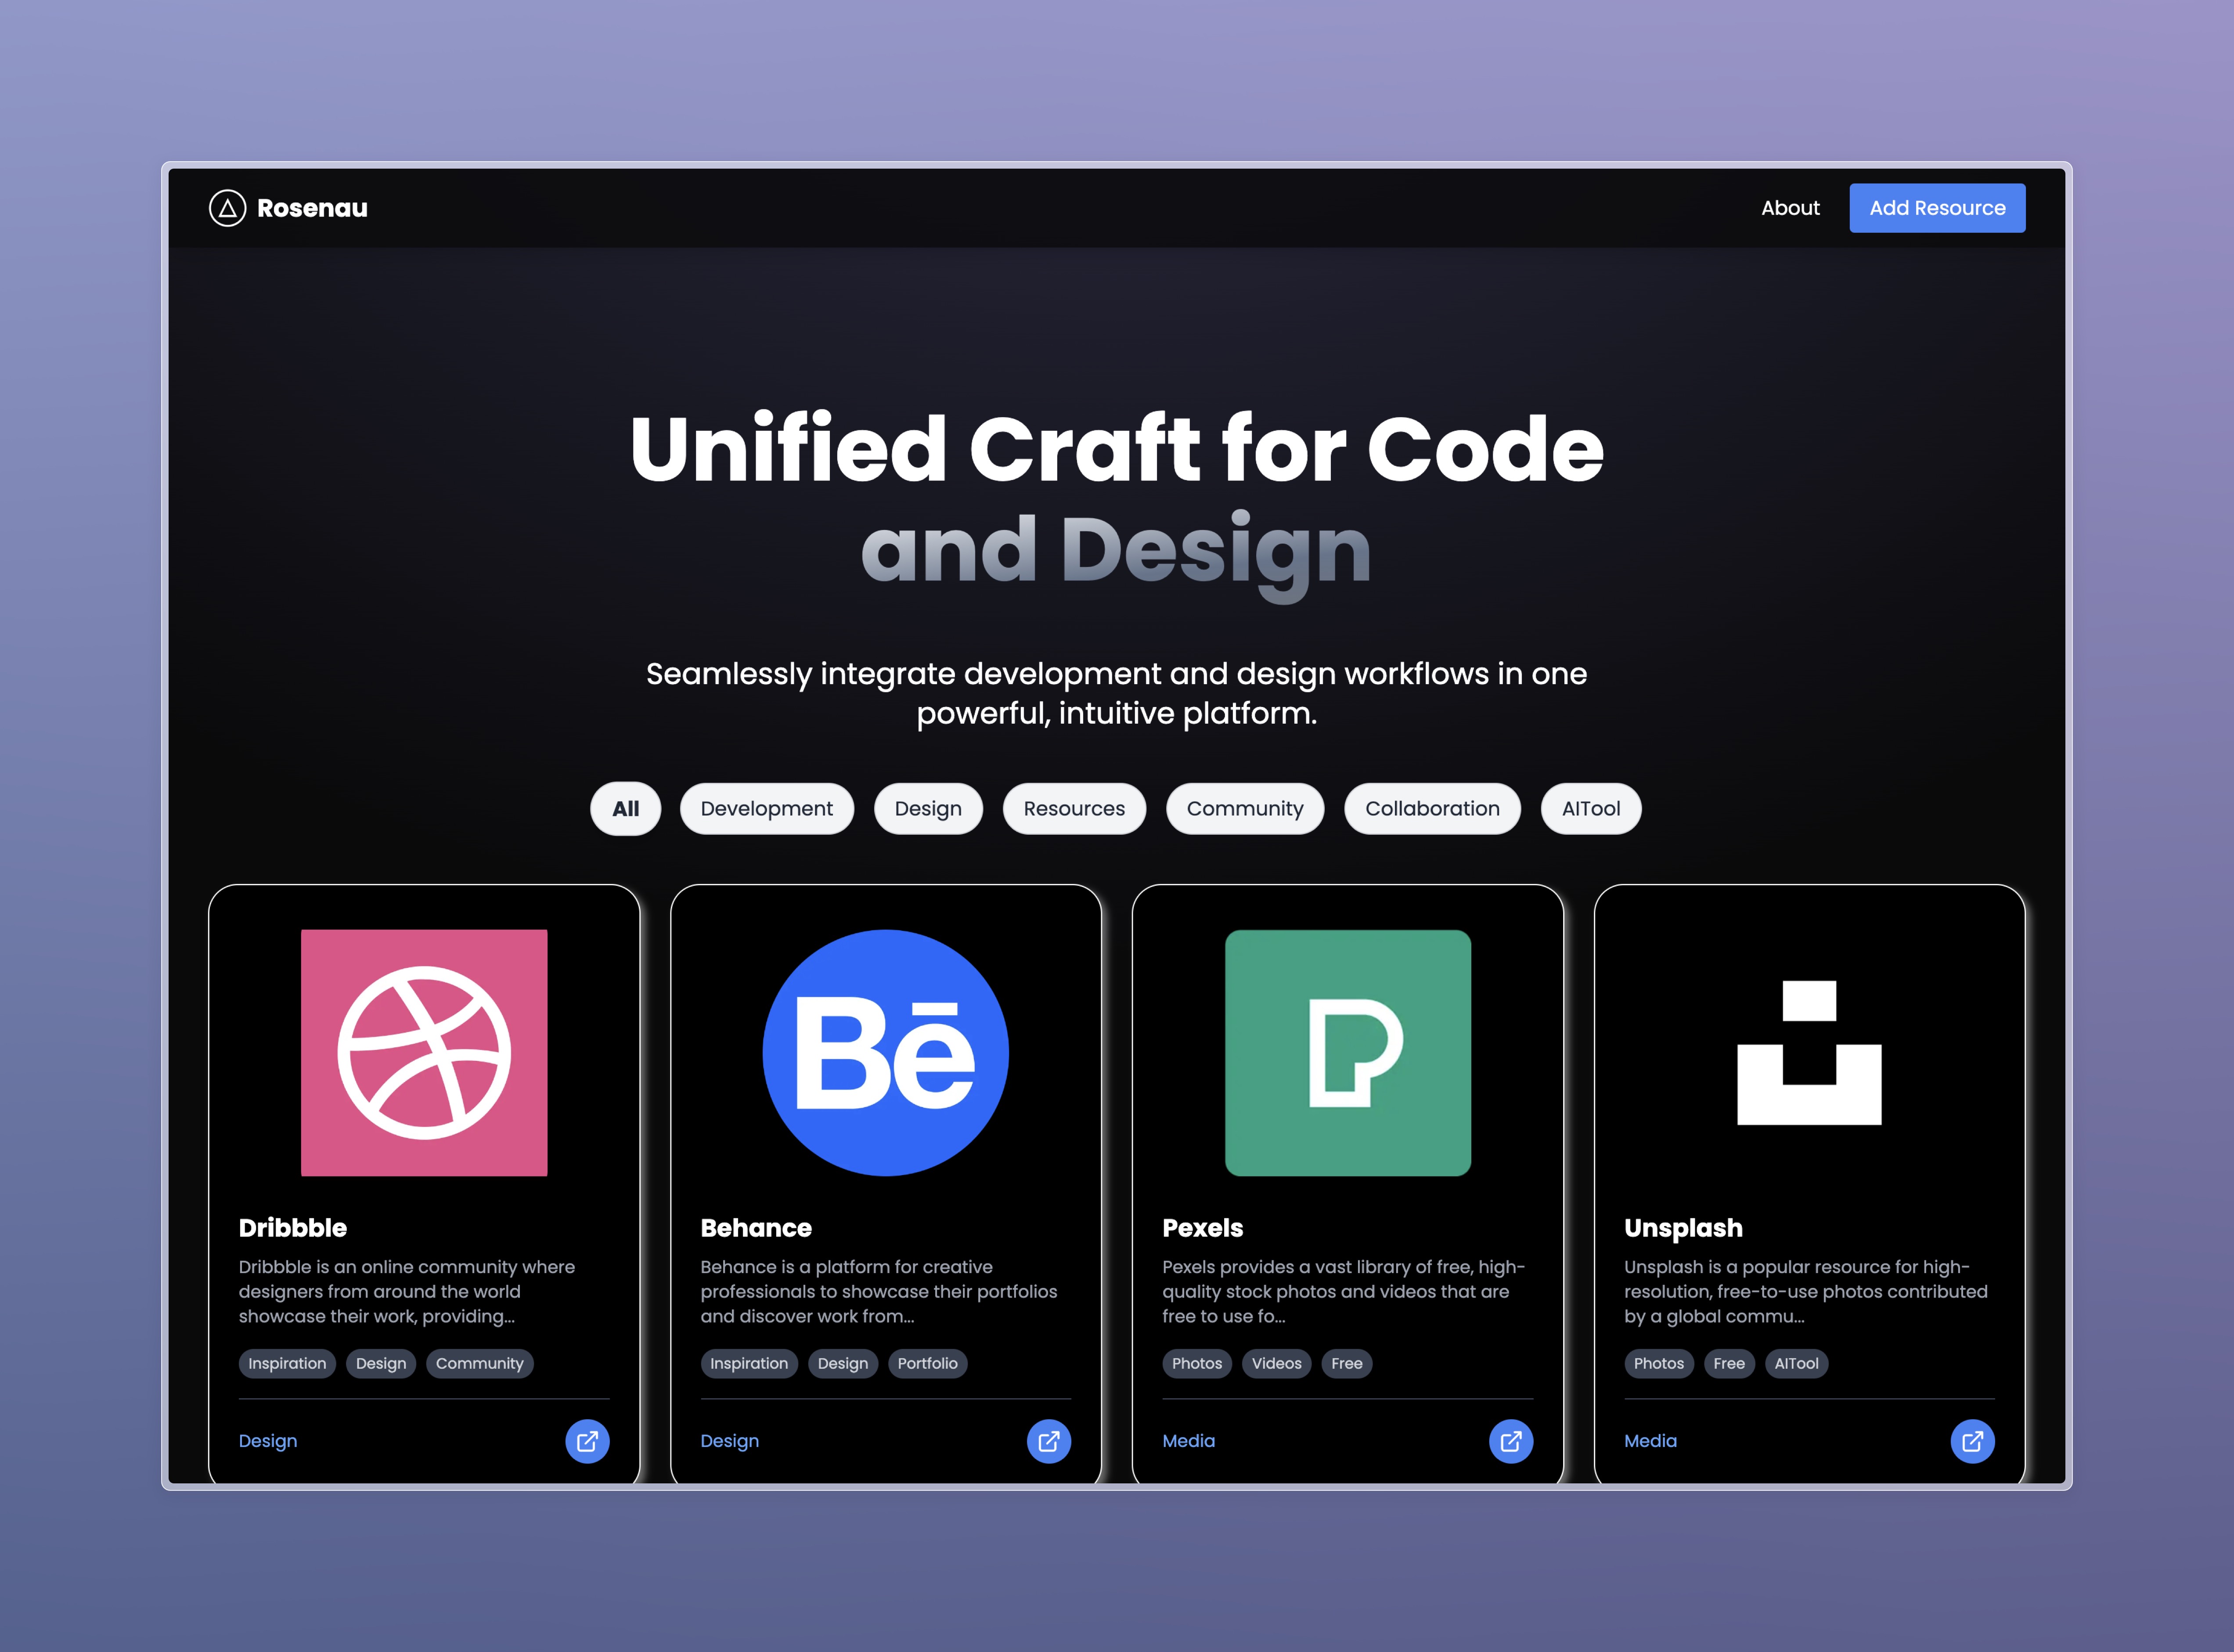 Rosenau
About
Add Resource
Unified Craft for Code
and Design
Seamlessly integrate development and design workflows in one
powerful, intuitive platform.
All
Development
Design
Resources
Community
Collaboration
AITool
Bē
P
Dribbble
Dribbble is an online community where
designers from around the world
showcase their work, providing...
Inspiration
Design
Community
Design
Behance
Behance is a platform for creative
professionals to showcase their portfolios
and discover work from...
Inspiration
Design
Portfolio
Design
Pexels
Pexels provides a vast library of free, high-
quality stock photos and videos that are
free to use fo...
Photos
Videos
Free
Media
Unsplash
Unsplash is a popular resource for high-
resolution, free-to-use photos contributed
by a global commu...
Photos
Free
AITool
Media